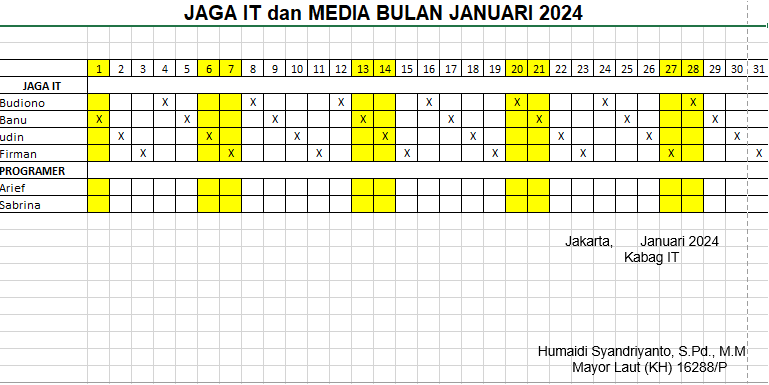 JAGA IT dan MEDIA BULAN JANUARI 2024
1 2 3 4 5 6 7 8 9 10 11 12 13 14 15 16 17 18 19 20 21 22 23 24 25 26 27 28 29 30 31
JAGA IT
Budiono X X X X X X X
Banu X X X X X X X X
udin X X X X X X X X
Firman X X X X X X X X
PROGRAMER
Arief
Sabrina
Jakarta, Januari 2024
Kabag IT
Humaidi Syandriyanto, S.Pd., M.M
Mayor Laut (KH) 16288/P